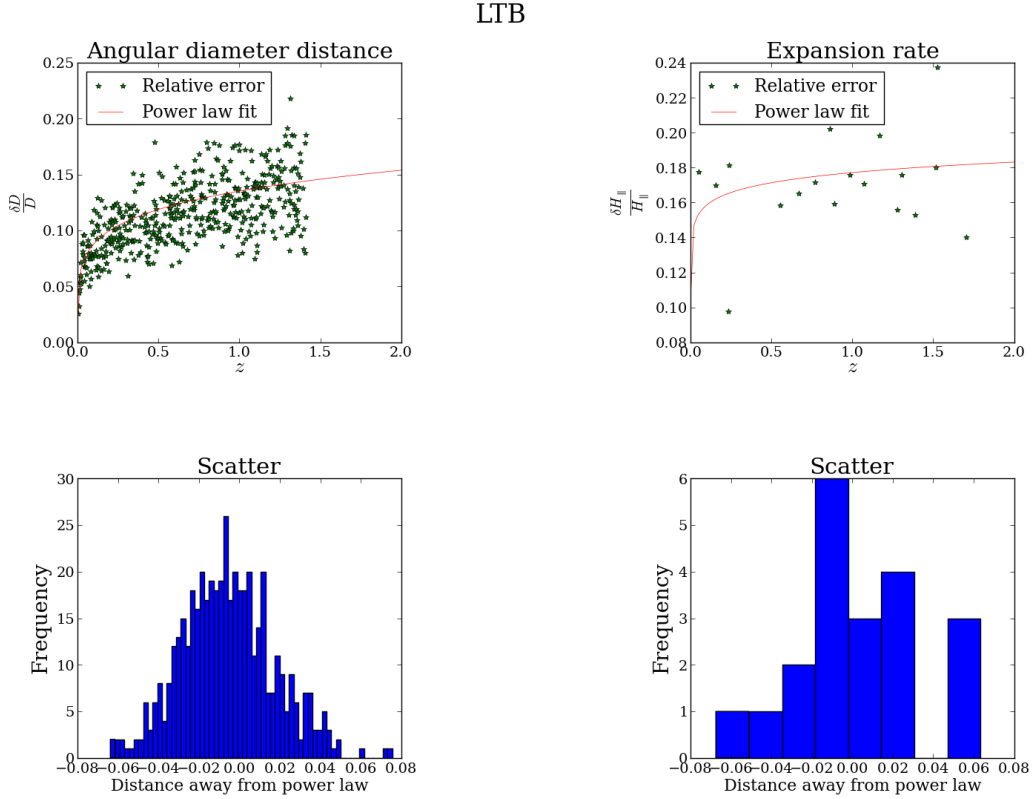 LTB
Angular diameter distance
0.25
0.20
0.15
0.10
0.05
0.00
δD
D
Relative error
Power law fit
0.0 0.5 1.0 1.5 2.0
z
Expansion rate
0.24
0.22
0.20
0.18
0.16
0.14
0.12
0.10
0.08
δH∥
H∥
Relative error
Power law fit
0.0 0.5 1.0 1.5 2.0
z
Scatter
30
25
20
15
10
5
0
Frequency
−0.08 −0.06 −0.04 −0.02 0.00 0.02 0.04 0.06 0.08
Distance away from power law
Scatter
6
5
4
3
2
1
0
Frequency
−0.08 −0.06 −0.04 −0.02 0.00 0.02 0.04 0.06 0.08
Distance away from power law